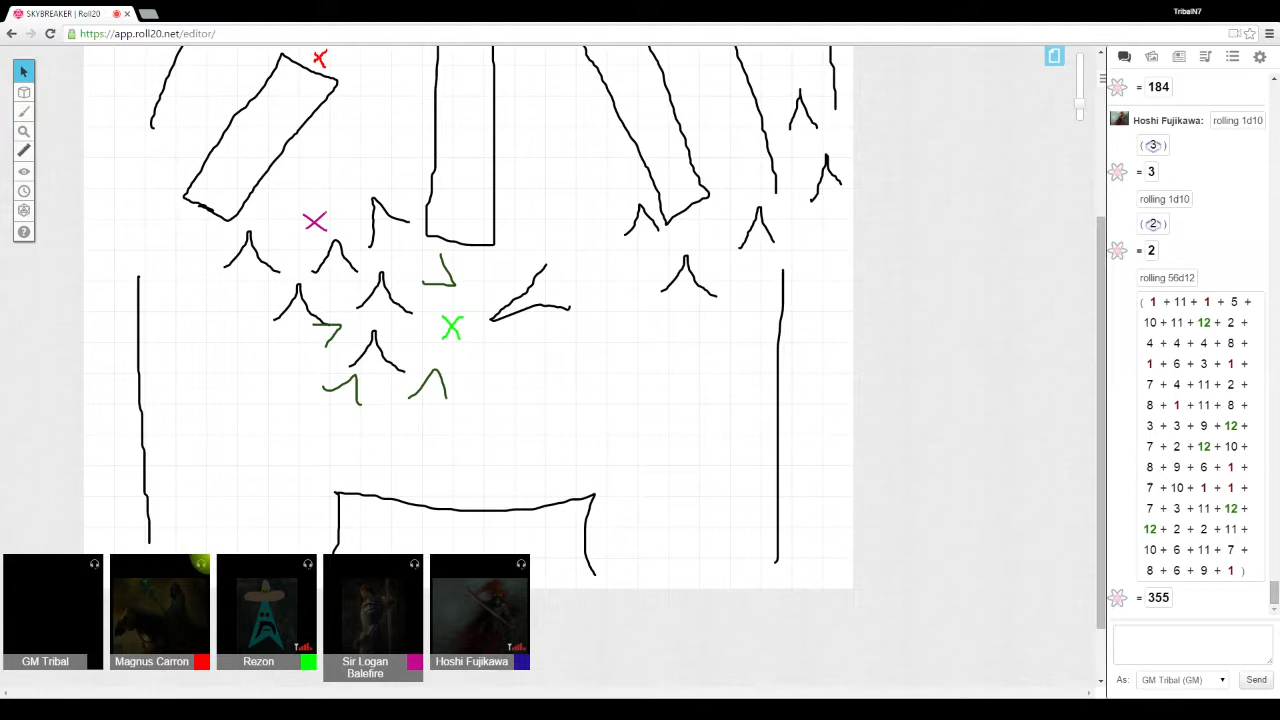 TribalN7
SKYBREAKER | Roll20
https://app.roll20.net/editor/
= 184
Hoshi Fujikawa: rolling 1d10
( 3 )
= 3
rolling 1d10
( 2 )
= 2
rolling 56d12
( 1 + 11 + 1 + 5 +
10 + 11 + 12 + 2 +
4 + 4 + 4 + 8 +
1 + 6 + 3 + 1 +
7 + 4 + 11 + 2 +
8 + 1 + 11 + 8 +
3 + 3 + 9 + 12 +
7 + 2 + 12 + 10 +
8 + 9 + 6 + 1 +
7 + 10 + 1 + 1 +
7 + 3 + 11 + 12 +
12 + 2 + 2 + 11 +
10 + 6 + 11 + 7 +
8 + 6 + 9 + 1 )
= 355
GM Tribal
Magnus Carron
Rezon
Sir Logan
Balefire
Hoshi Fujikawa
As: GM Tribal (GM) Send